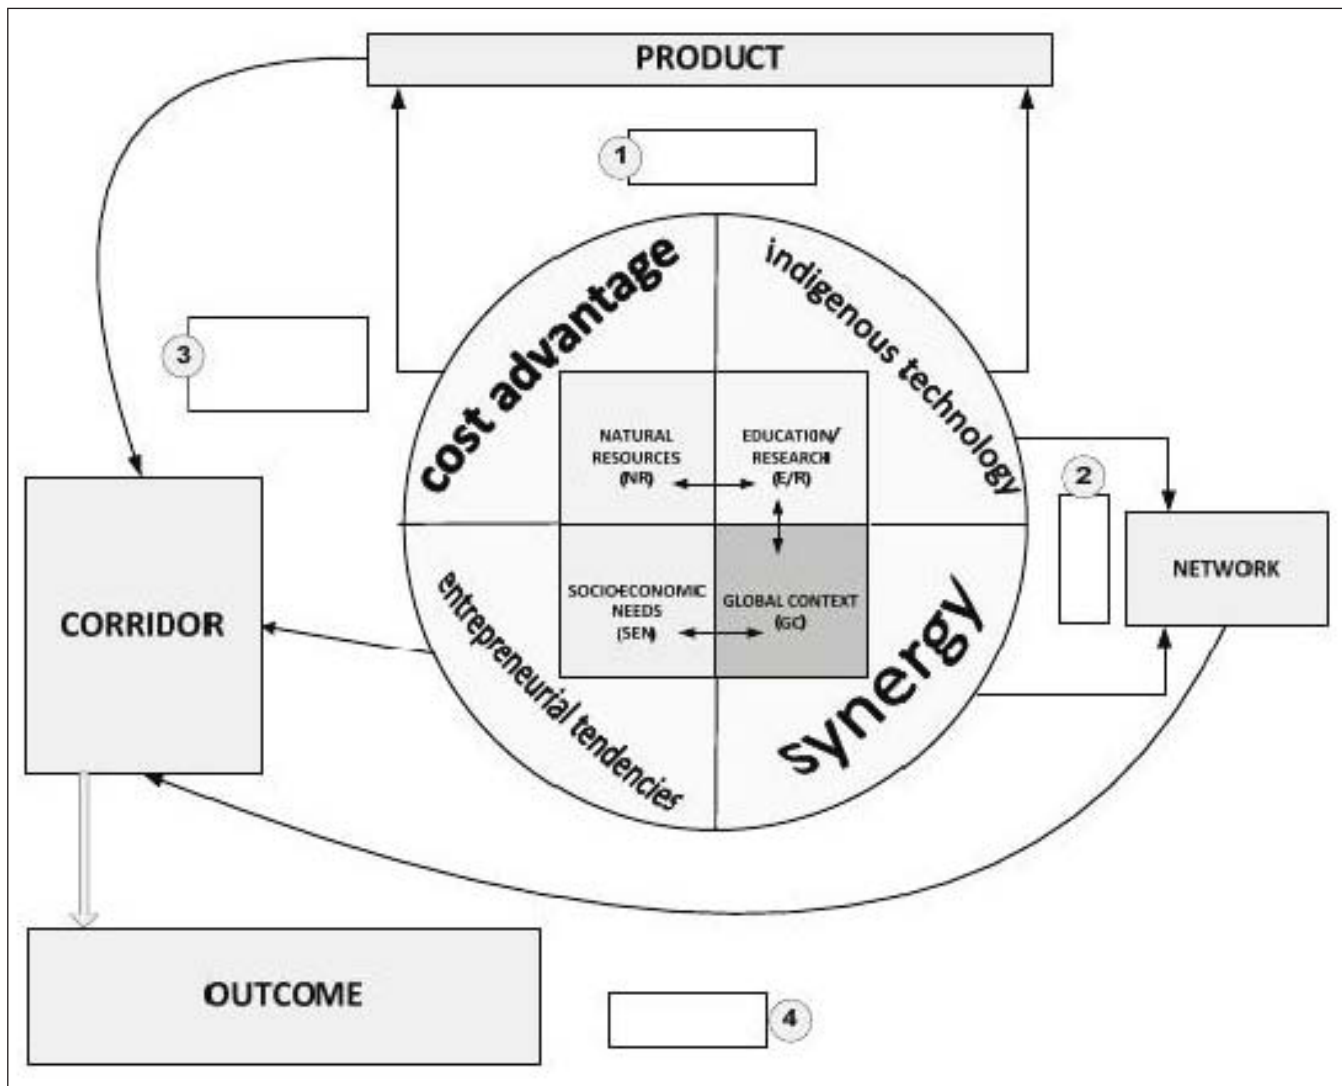 PRODUCT
1
cost advantage
indigenous technology
3
NATURAL
RESOURCES
(NR)
EDUCATION/
RESEARCH
(E/R)
2
NETWORK
CORRIDOR
SOCIO-ECONOMIC
NEEDS
(SEN)
GLOBAL CONTEXT
(GC)
entrepreneurial tendencies
synergy
OUTCOME
4